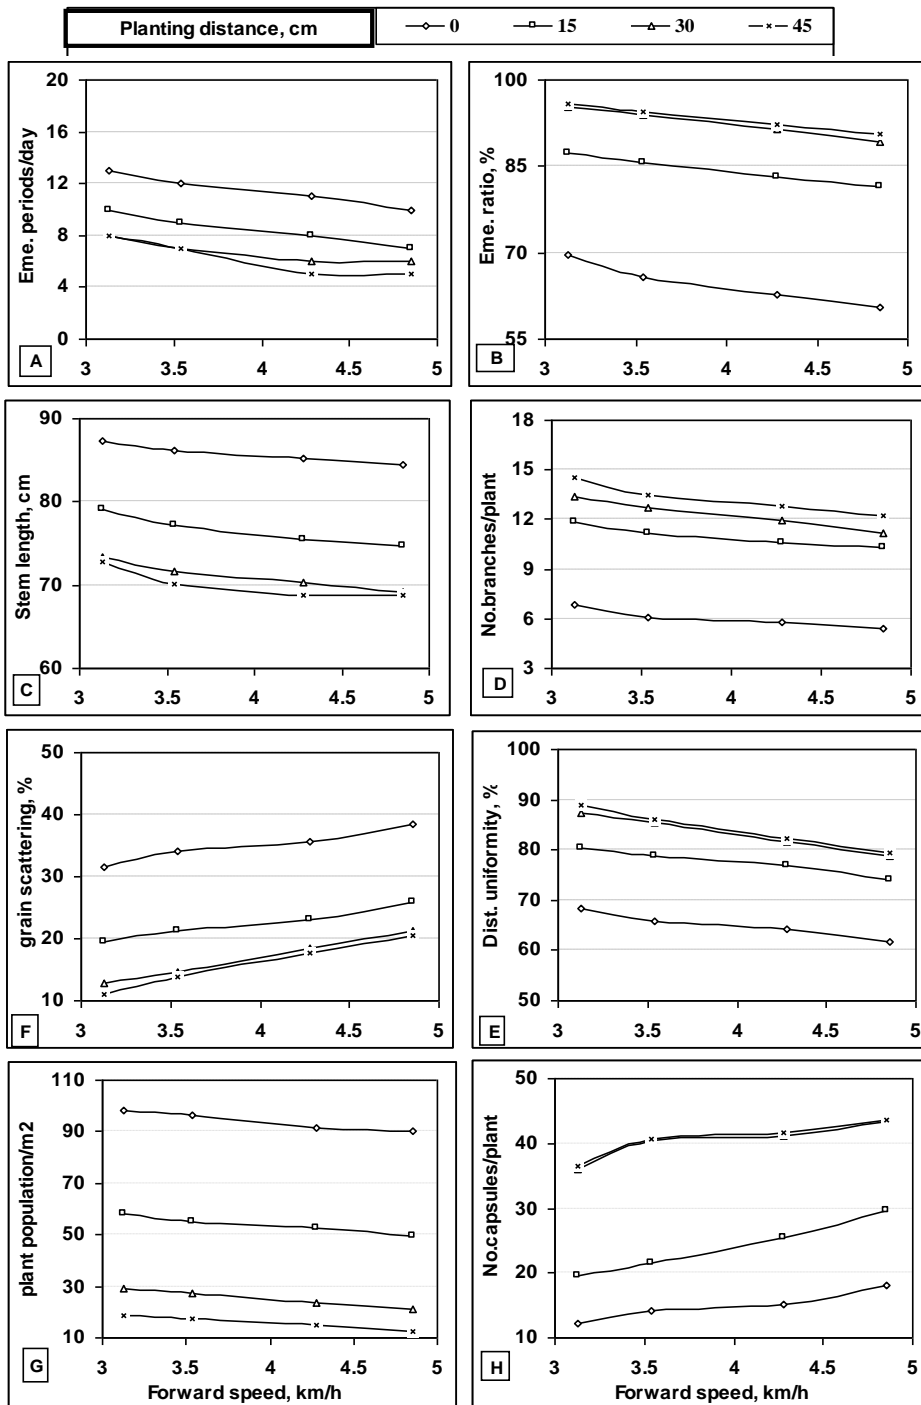 Planting distance, cm 0 15 30 45
20
16
12
8
4
0
Eme. periods/day
A
3 3.5 4 4.5 5
100
85
70
55
Eme. ratio, %
B
3 3.5 4 4.5 5
90
80
70
60
Stem length, cm
C
3 3.5 4 4.5 5
18
15
12
9
6
3
No.branches/plant
D
3 3.5 4 4.5 5
50
40
30
20
10
grain scattering, %
F
3 3.5 4 4.5 5
100
90
80
70
60
50
Dist. uniformity, %
E
3 3.5 4 4.5 5
110
90
70
50
30
10
plant population/m2
G
3 3.5 4 4.5 5
Forward speed, km/h
50
40
30
20
10
No.capsules/plant
H
3 3.5 4 4.5 5
Forward speed, km/h